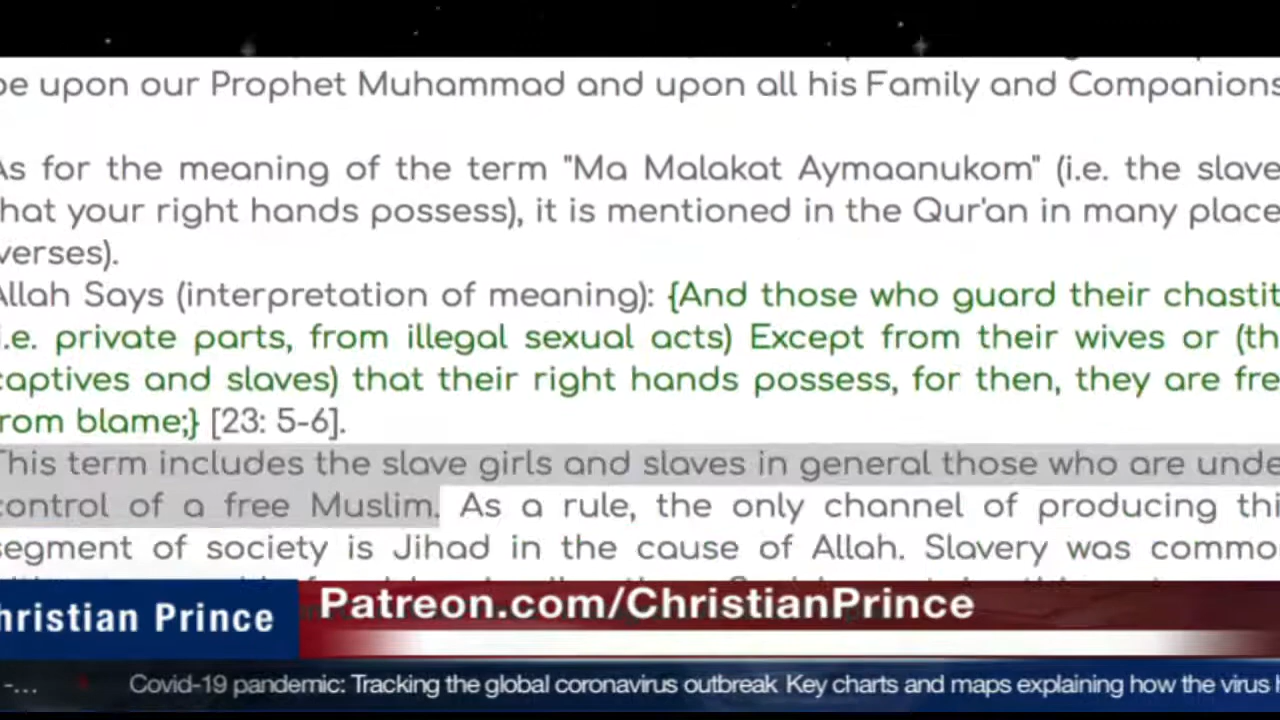 be upon our Prophet Muhammad and upon all his Family and Companions
As for the meaning of the term "Ma Malakat Aymaanukom" (i.e. the slave
that your right hands possess), it is mentioned in the Qur'an in many place
verses).
Allah Says (interpretation of meaning): {And those who guard their chastit
i.e. private parts, from illegal sexual acts) Except from their wives or (th
captives and slaves) that their right hands possess, for then, they are fre
from blame;} [23: 5-6].
This term includes the slave girls and slaves in general those who are unde
control of a free Muslim. As a rule, the only channel of producing thi
segment of society is Jihad in the cause of Allah. Slavery was commo
hristian Prince
Patreon.com/ChristianPrince
-... Covid-19 pandemic: Tracking the global coronavirus outbreak Key charts and maps explaining how the virus h